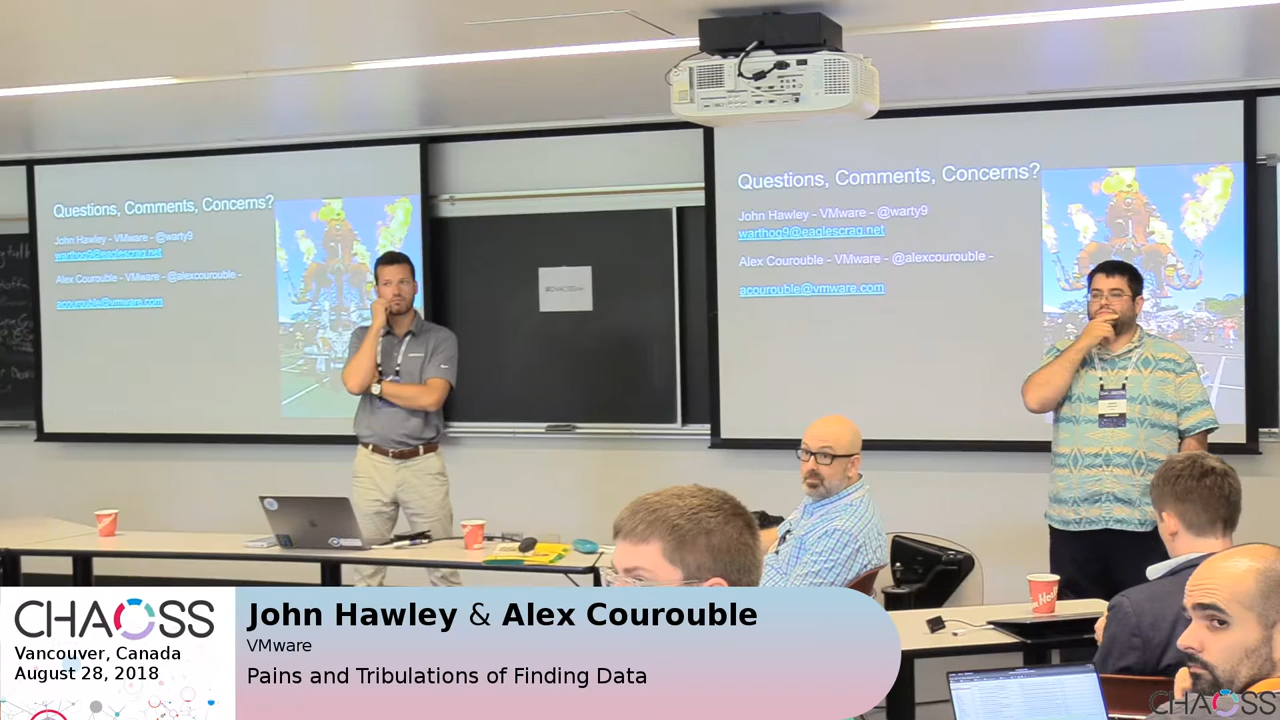 Questions, Comments, Concerns?
John Hawley - VMware - @warty9
warthog9@eaglescrag.net
Alex Courouble - VMware - @alexcourouble -
acourouble@vmware.com
Questions, Comments, Concerns?
John Hawley - VMware - @warty9
warthog9@eaglescrag.net
Alex Courouble - VMware - @alexcourouble -
acourouble@vmware.com
CHAOSS
CHAOSS
Vancouver, Canada
August 28, 2018
John Hawley & Alex Courouble
VMware
Pains and Tribulations of Finding Data
CHAOSS